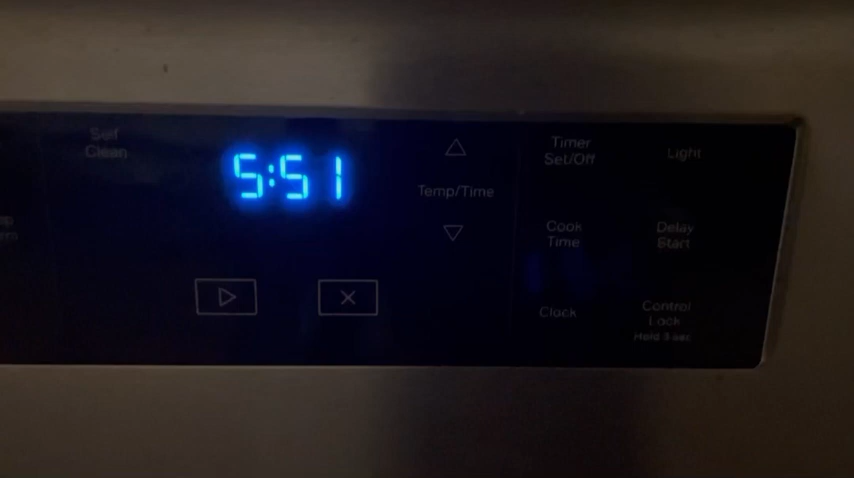 Self
Clean
5:51
Temp/Time
Timer
Set/Off
Light
Cook
Time
Delay
Start
Clock
Control
Lock
Hold 3 sec